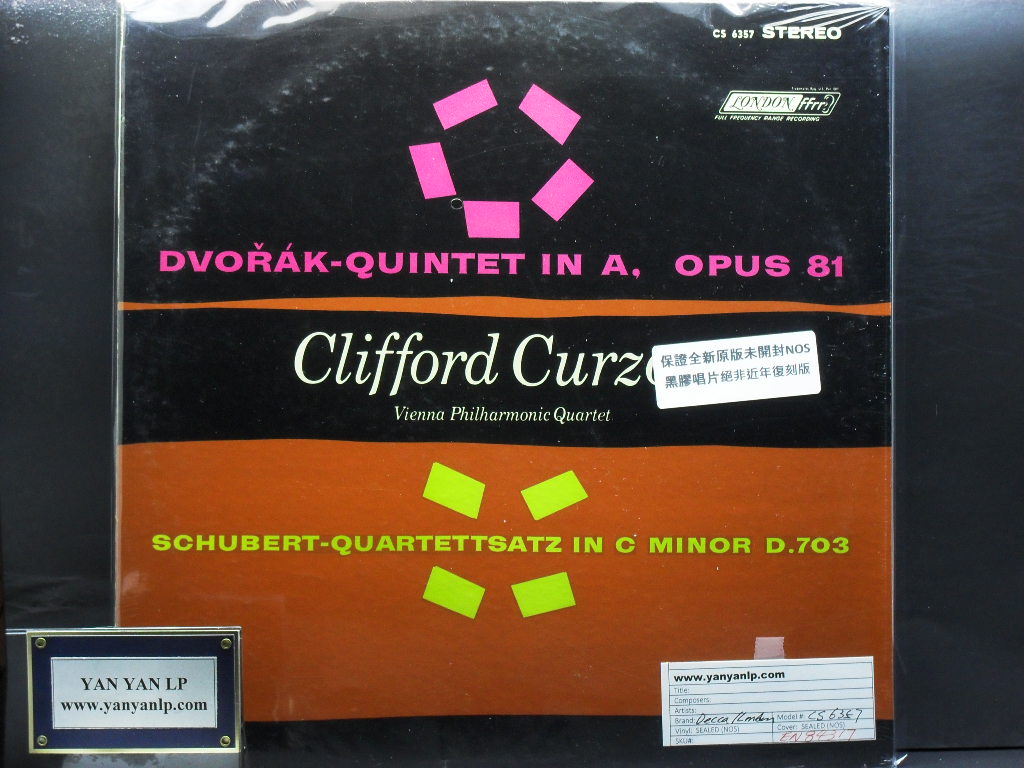 CS 6357 STEREO
LONDON ffrr
FULL FREQUENCY RANGE RECORDING
DVOŘÁK-QUINTET IN A, OPUS 81
Clifford Curzo
保證全新原版未開封NOS
黑膠唱片絕非近年復刻版
Vienna Philharmonic Quartet
SCHUBERT-QUARTETTSATZ IN C MINOR D.703
YAN YAN LP
www.yanyanlp.com
www.yanyanlp.com
Title:
Composers:
Artists:
Brand: Decca/London Model #: CS6357
Vinyl: SEALED (NOS) Cover: SEALED (NOS)
SKU#: EN84317